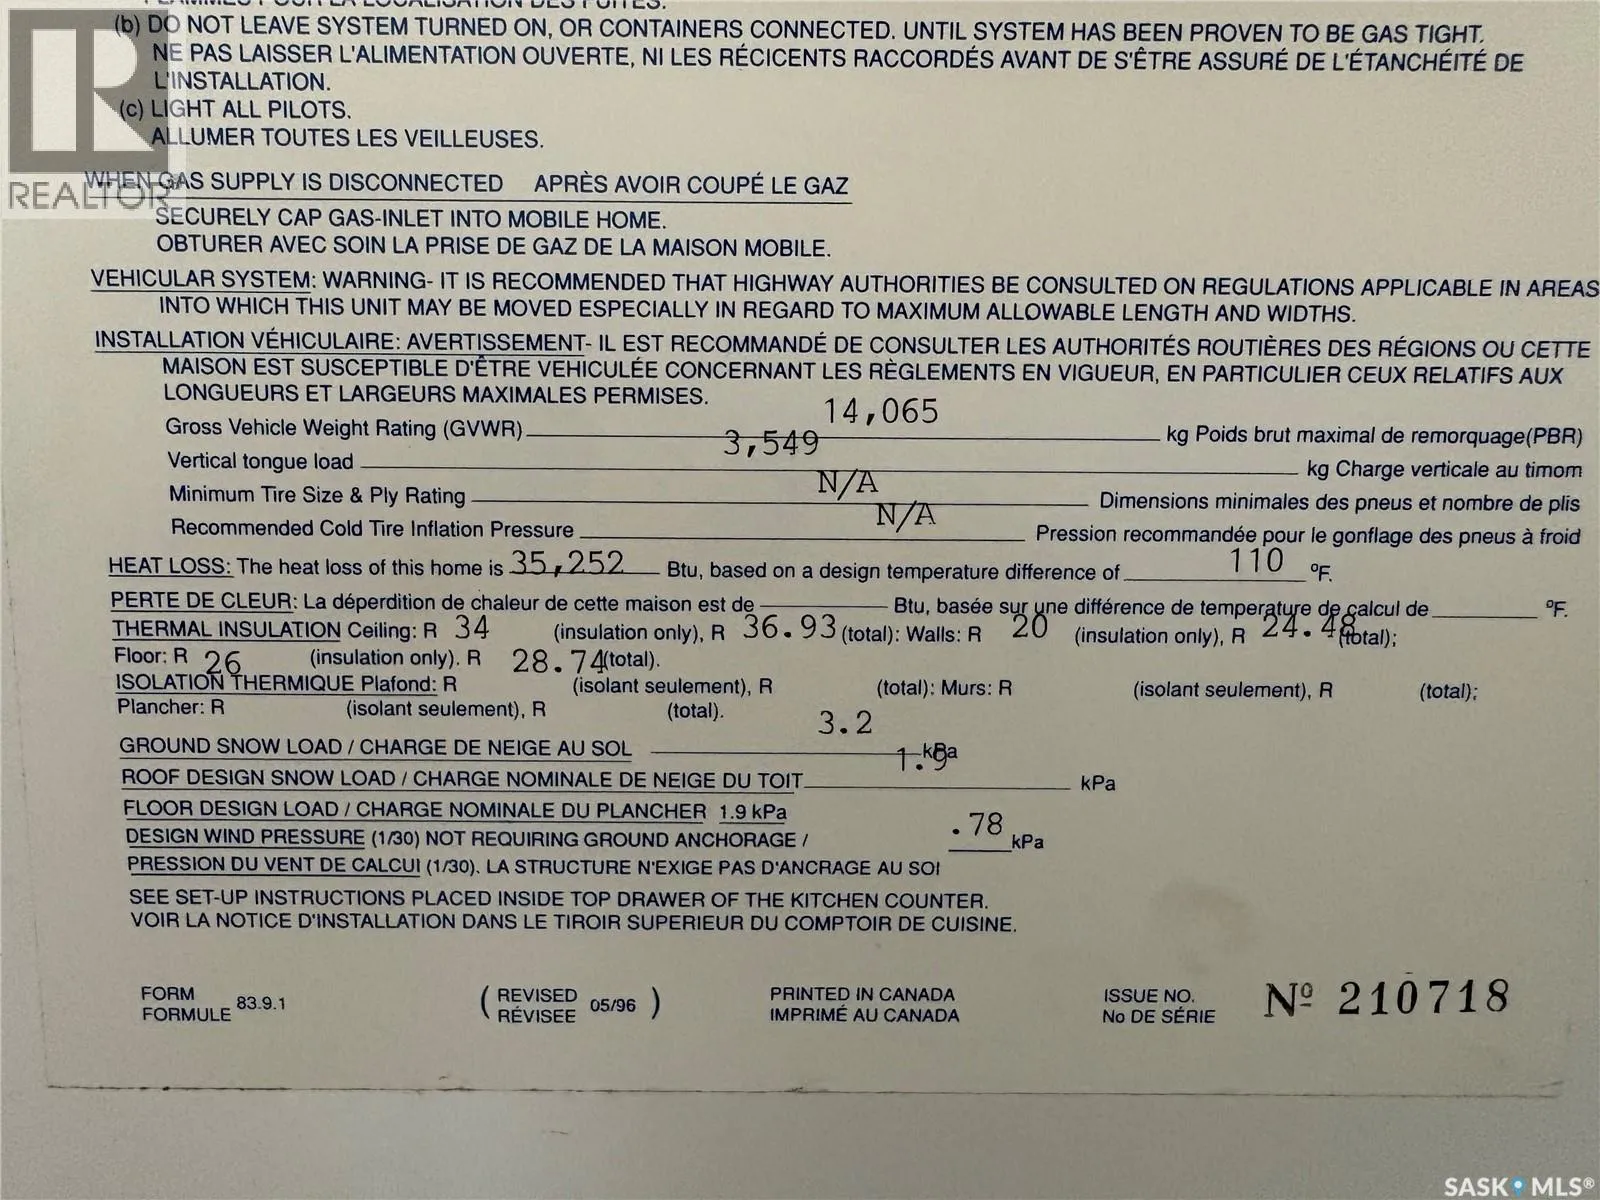 (b) DO NOT LEAVE SYSTEM TURNED ON, OR CONTAINERS CONNECTED. UNTIL SYSTEM HAS BEEN PROVEN TO BE GAS TIGHT.
NE PAS LAISSER L'ALIMENTATION OUVERTE, NI LES RÉCICENTS RACCORDÉS AVANT DE S'ÊTRE ASSURÉ DE L'ÉTANCHÉITÉ DE
L'INSTALLATION.
(c) LIGHT ALL PILOTS.
ALLUMER TOUTES LES VEILLEUSES.
REALTOR®
WHEN GAS SUPPLY IS DISCONNECTED APRÈS AVOIR COUPÉ LE GAZ
SECURELY CAP GAS-INLET INTO MOBILE HOME.
OBTURER AVEC SOIN LA PRISE DE GAZ DE LA MAISON MOBILE.
VEHICULAR SYSTEM: WARNING- IT IS RECOMMENDED THAT HIGHWAY AUTHORITIES BE CONSULTED ON REGULATIONS APPLICABLE IN AREAS
INTO WHICH THIS UNIT MAY BE MOVED ESPECIALLY IN REGARD TO MAXIMUM ALLOWABLE LENGTH AND WIDTHS.
INSTALLATION VÉHICULAIRE: AVERTISSEMENT- IL EST RECOMMANDÉ DE CONSULTER LES AUTHORITÉS ROUTIÈRES DES RÉGIONS OU CETTE
MAISON EST SUSCEPTIBLE D'ÊTRE VEHICULÉE CONCERNANT LES RÈGLEMENTS EN VIGUEUR, EN PARTICULIER CEUX RELATIFS AUX
LONGUEURS ET LARGEURS MAXIMALES PERMISES.
Gross Vehicle Weight Rating (GVWR) 14,065 kg Poids brut maximal de remorquage(PBR)
Vertical tongue load 3,549 kg Charge verticale au timom
Minimum Tire Size & Ply Rating N/A Dimensions minimales des pneus et nombre de plis
Recommended Cold Tire Inflation Pressure N/A Pression recommandée pour le gonflage des pneus à froid
HEAT LOSS: The heat loss of this home is 35,252 Btu, based on a design temperature difference of 110 °F.
PERTE DE CLEUR: La déperdition de chaleur de cette maison est de Btu, basée sur une différence de température de calcul de °F.
THERMAL INSULATION Ceiling: R 34 (insulation only), R 36.93 (total): Walls: R 20 (insulation only), R 24.48 (total);
Floor: R 26 (insulation only). R 28.74 (total).
ISOLATION THERMIQUE Plafond: R (isolant seulement), R (total): Murs: R (isolant seulement), R (total);
Plancher: R (isolant seulement), R (total).
GROUND SNOW LOAD / CHARGE DE NEIGE AU SOL 3.2 kPa
ROOF DESIGN SNOW LOAD / CHARGE NOMINALE DE NEIGE DU TOIT 1.9 kPa
FLOOR DESIGN LOAD / CHARGE NOMINALE DU PLANCHER 1.9 kPa
DESIGN WIND PRESSURE (1/30) NOT REQUIRING GROUND ANCHORAGE / .78 kPa
PRESSION DU VENT DE CALCUI (1/30). LA STRUCTURE N'EXIGE PAS D'ANCRAGE AU SOI
SEE SET-UP INSTRUCTIONS PLACED INSIDE TOP DRAWER OF THE KITCHEN COUNTER.
VOIR LA NOTICE D'INSTALLATION DANS LE TIROIR SUPERIEUR DU COMPTOIR DE CUISINE.
FORM
FORMULE 83.9.1
( REVISED
RÉVISEE 05/96 )
PRINTED IN CANADA
IMPRIMÉ AU CANADA
ISSUE NO.
No DE SÉRIE
Nº 210718
SASK MLS®